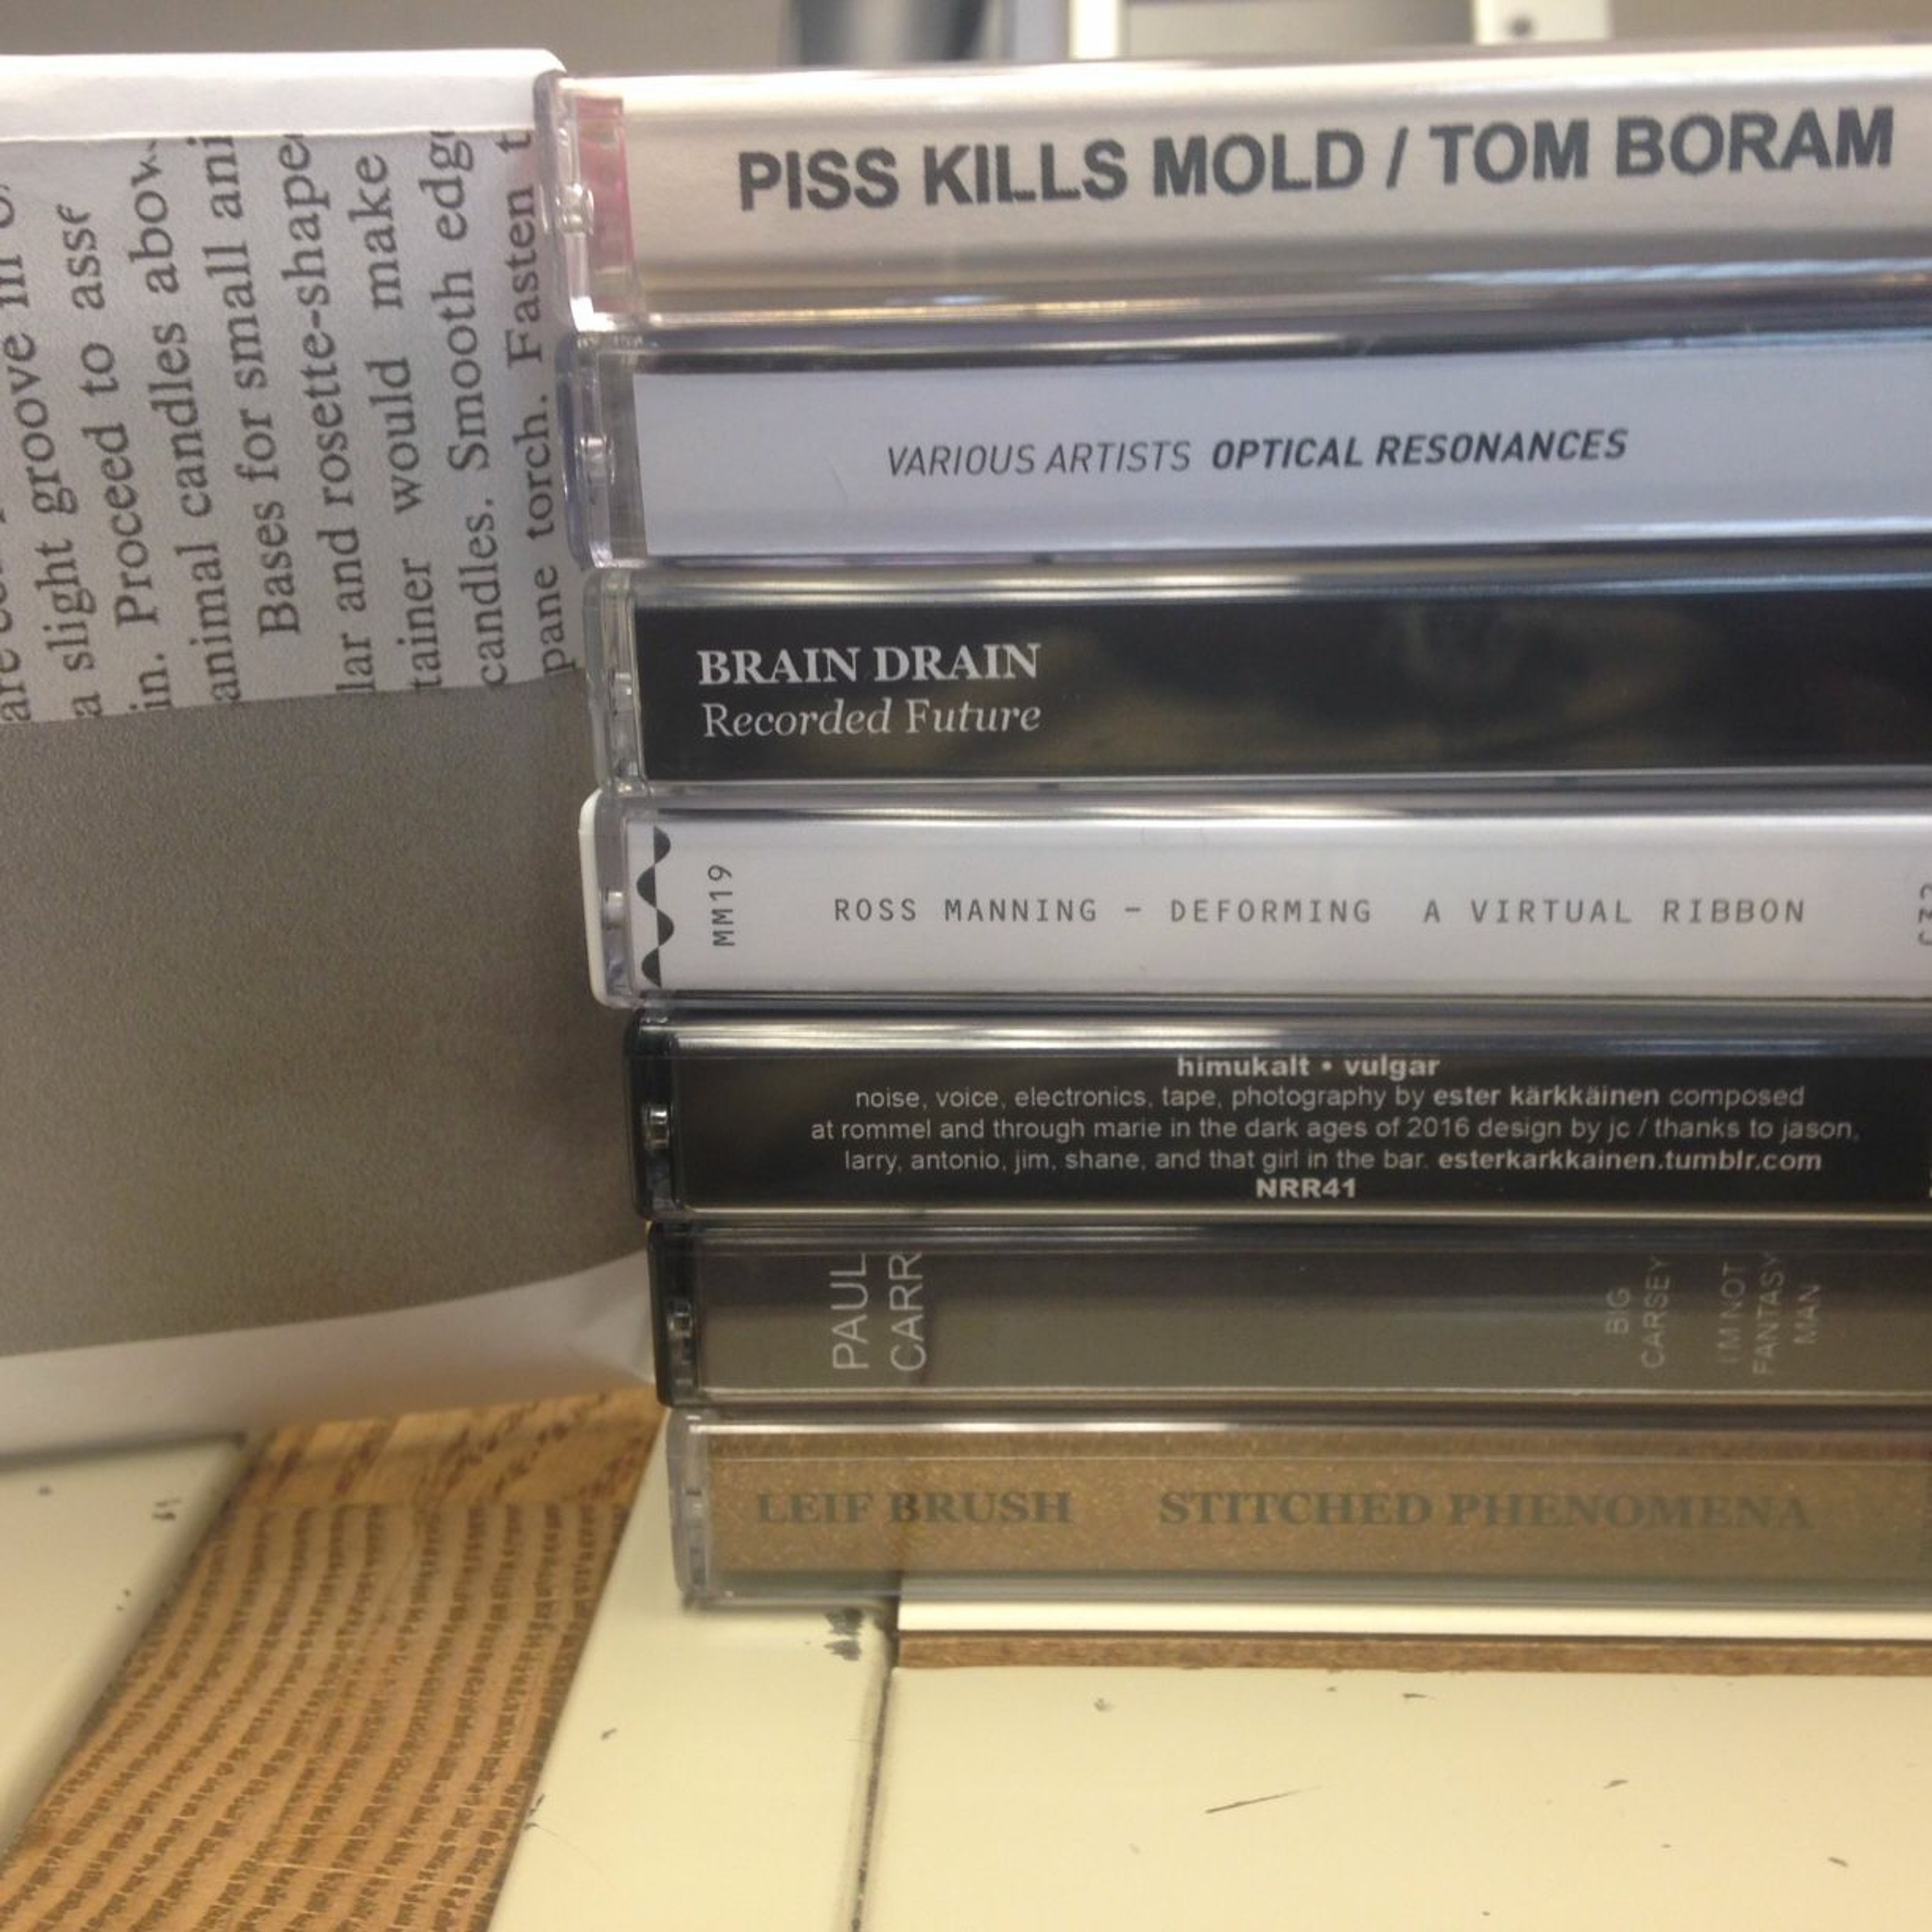 a slight groove in
in. Proceed to
animal candles
Bases for small
lar and rosette-shape
tainer would make
candles. Smooth edge
pane torch. Fasten
PISS KILLS MOLD / TOM BORAM
VARIOUS ARTISTS OPTICAL RESONANCES
BRAIN DRAIN
Recorded Future
MM19
ROSS MANNING – DEFORMING A VIRTUAL RIBBON
himukalt • vulgar
noise, voice, electronics, tape, photography by ester kärkkäinen composed
at rommel and through marie in the dark ages of 2016 design by jc / thanks to jason,
larry, antonio, jim, shane, and that girl in the bar. esterkarkkainen.tumblr.com
NRR41
PAUL
CARR
BIG
CARSEY
IM NOT
FANTASY
MAN
LEIF BRUSH STITCHED PHENOMENA